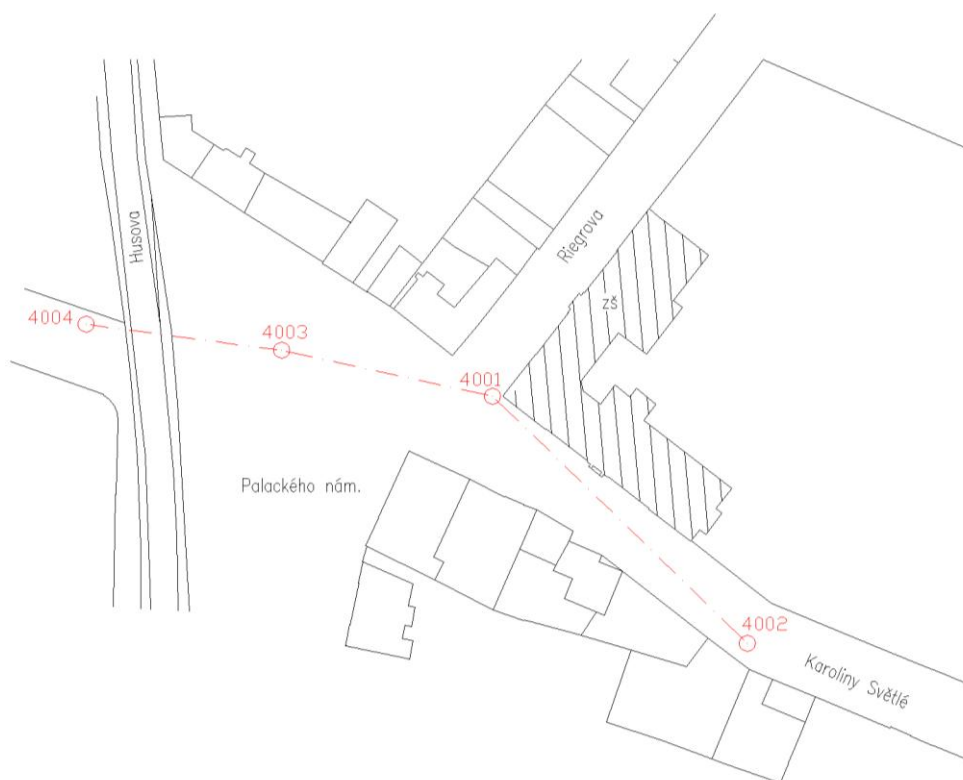 Husova
Riegrova
zš
4004
4003
4001
Palackého nám.
4002
Karoliny Světlé